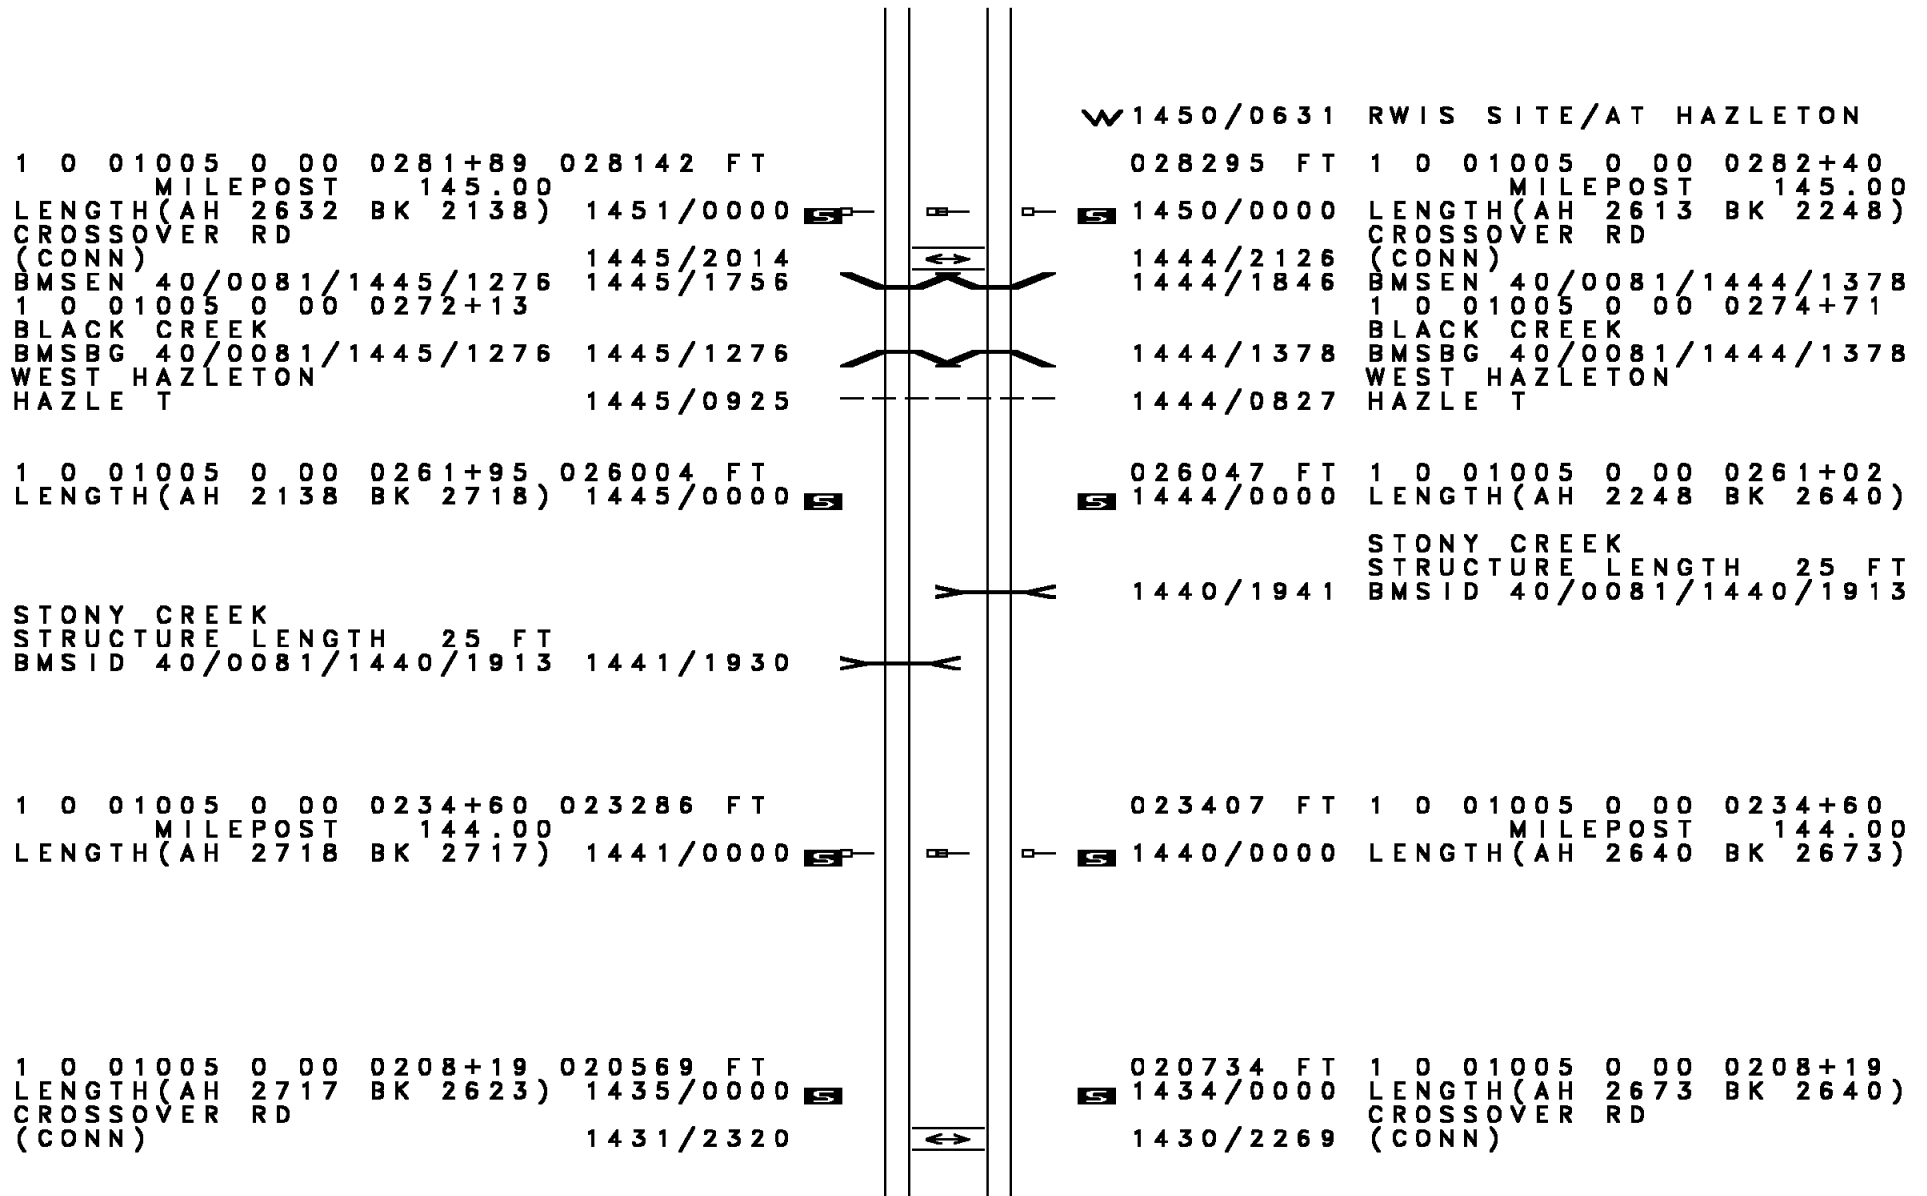 1450/0631 RWIS SITE/AT HAZLETON
1 0 01005 0 00 0281+89 028142 FT
MILEPOST 145.00
LENGTH(AH 2632 BK 2138) 1451/0000 S
CROSSOVER RD
(CONN) 1445/2014
BMSEN 40/0081/1445/1276 1445/1756
1 0 01005 0 00 0272+13
BLACK CREEK
BMSBG 40/0081/1445/1276 1445/1276
WEST HAZLETON
HAZLE T 1445/0925
1 0 01005 0 00 0261+95 026004 FT
LENGTH(AH 2138 BK 2718) 1445/0000 S
STONY CREEK
STRUCTURE LENGTH 25 FT
BMSID 40/0081/1440/1913 1441/1930
1 0 01005 0 00 0234+60 023286 FT
MILEPOST 144.00
LENGTH(AH 2718 BK 2717) 1441/0000 S
1 0 01005 0 00 0208+19 020569 FT
LENGTH(AH 2717 BK 2623) 1435/0000 S
CROSSOVER RD
(CONN) 1431/2320
028295 FT 1 0 01005 0 00 0282+40
MILEPOST 145.00
S 1450/0000 LENGTH(AH 2613 BK 2248)
CROSSOVER RD
1444/2126 (CONN)
1444/1846 BMSEN 40/0081/1444/1378
1 0 01005 0 00 0274+71
BLACK CREEK
1444/1378 BMSBG 40/0081/1444/1378
WEST HAZLETON
1444/0827 HAZLE T
026047 FT 1 0 01005 0 00 0261+02
S 1444/0000 LENGTH(AH 2248 BK 2640)
STONY CREEK
STRUCTURE LENGTH 25 FT
1440/1941 BMSID 40/0081/1440/1913
023407 FT 1 0 01005 0 00 0234+60
MILEPOST 144.00
S 1440/0000 LENGTH(AH 2640 BK 2673)
020734 FT 1 0 01005 0 00 0208+19
S 1434/0000 LENGTH(AH 2673 BK 2640)
CROSSOVER RD
1430/2269 (CONN)